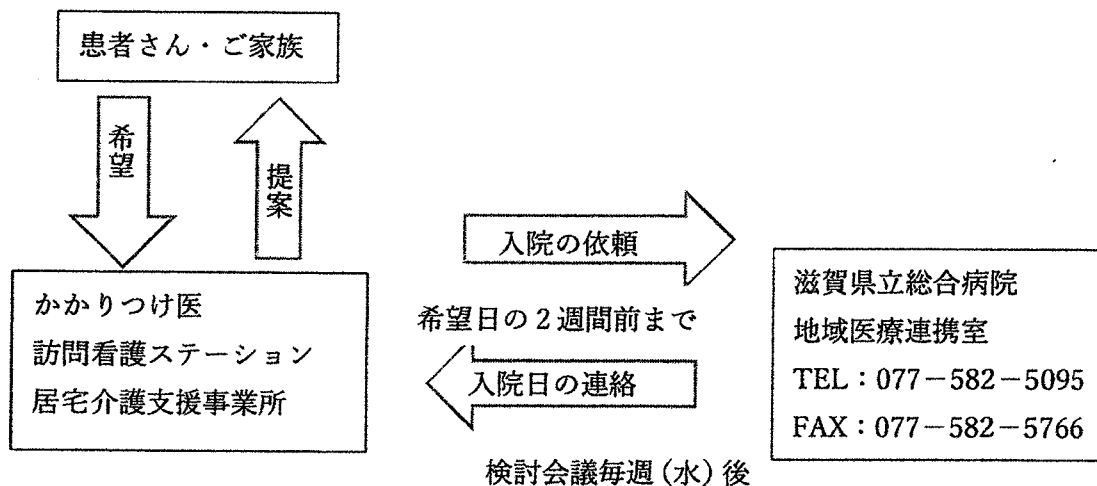 患者さん・ご家族
希望
提案
かかりつけ医
訪問看護ステーション
居宅介護支援事業所
入院の依頼
希望日の2週間前まで
入院日の連絡
検討会議毎週(水)後
滋賀県立総合病院
地域医療連携室
TEL:077-582-5095
FAX:077-582-5766